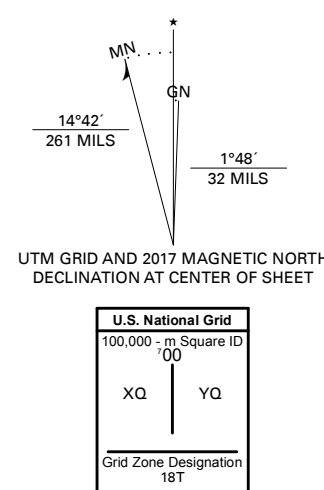 ★
MN
GN
14°42´
261 MILS
1°48´
32 MILS
UTM GRID AND 2017 MAGNETIC NORTH
DECLINATION AT CENTER OF SHEET
U.S. National Grid
100,000 - m Square ID
⁷00
XQ YQ
Grid Zone Designation
18T